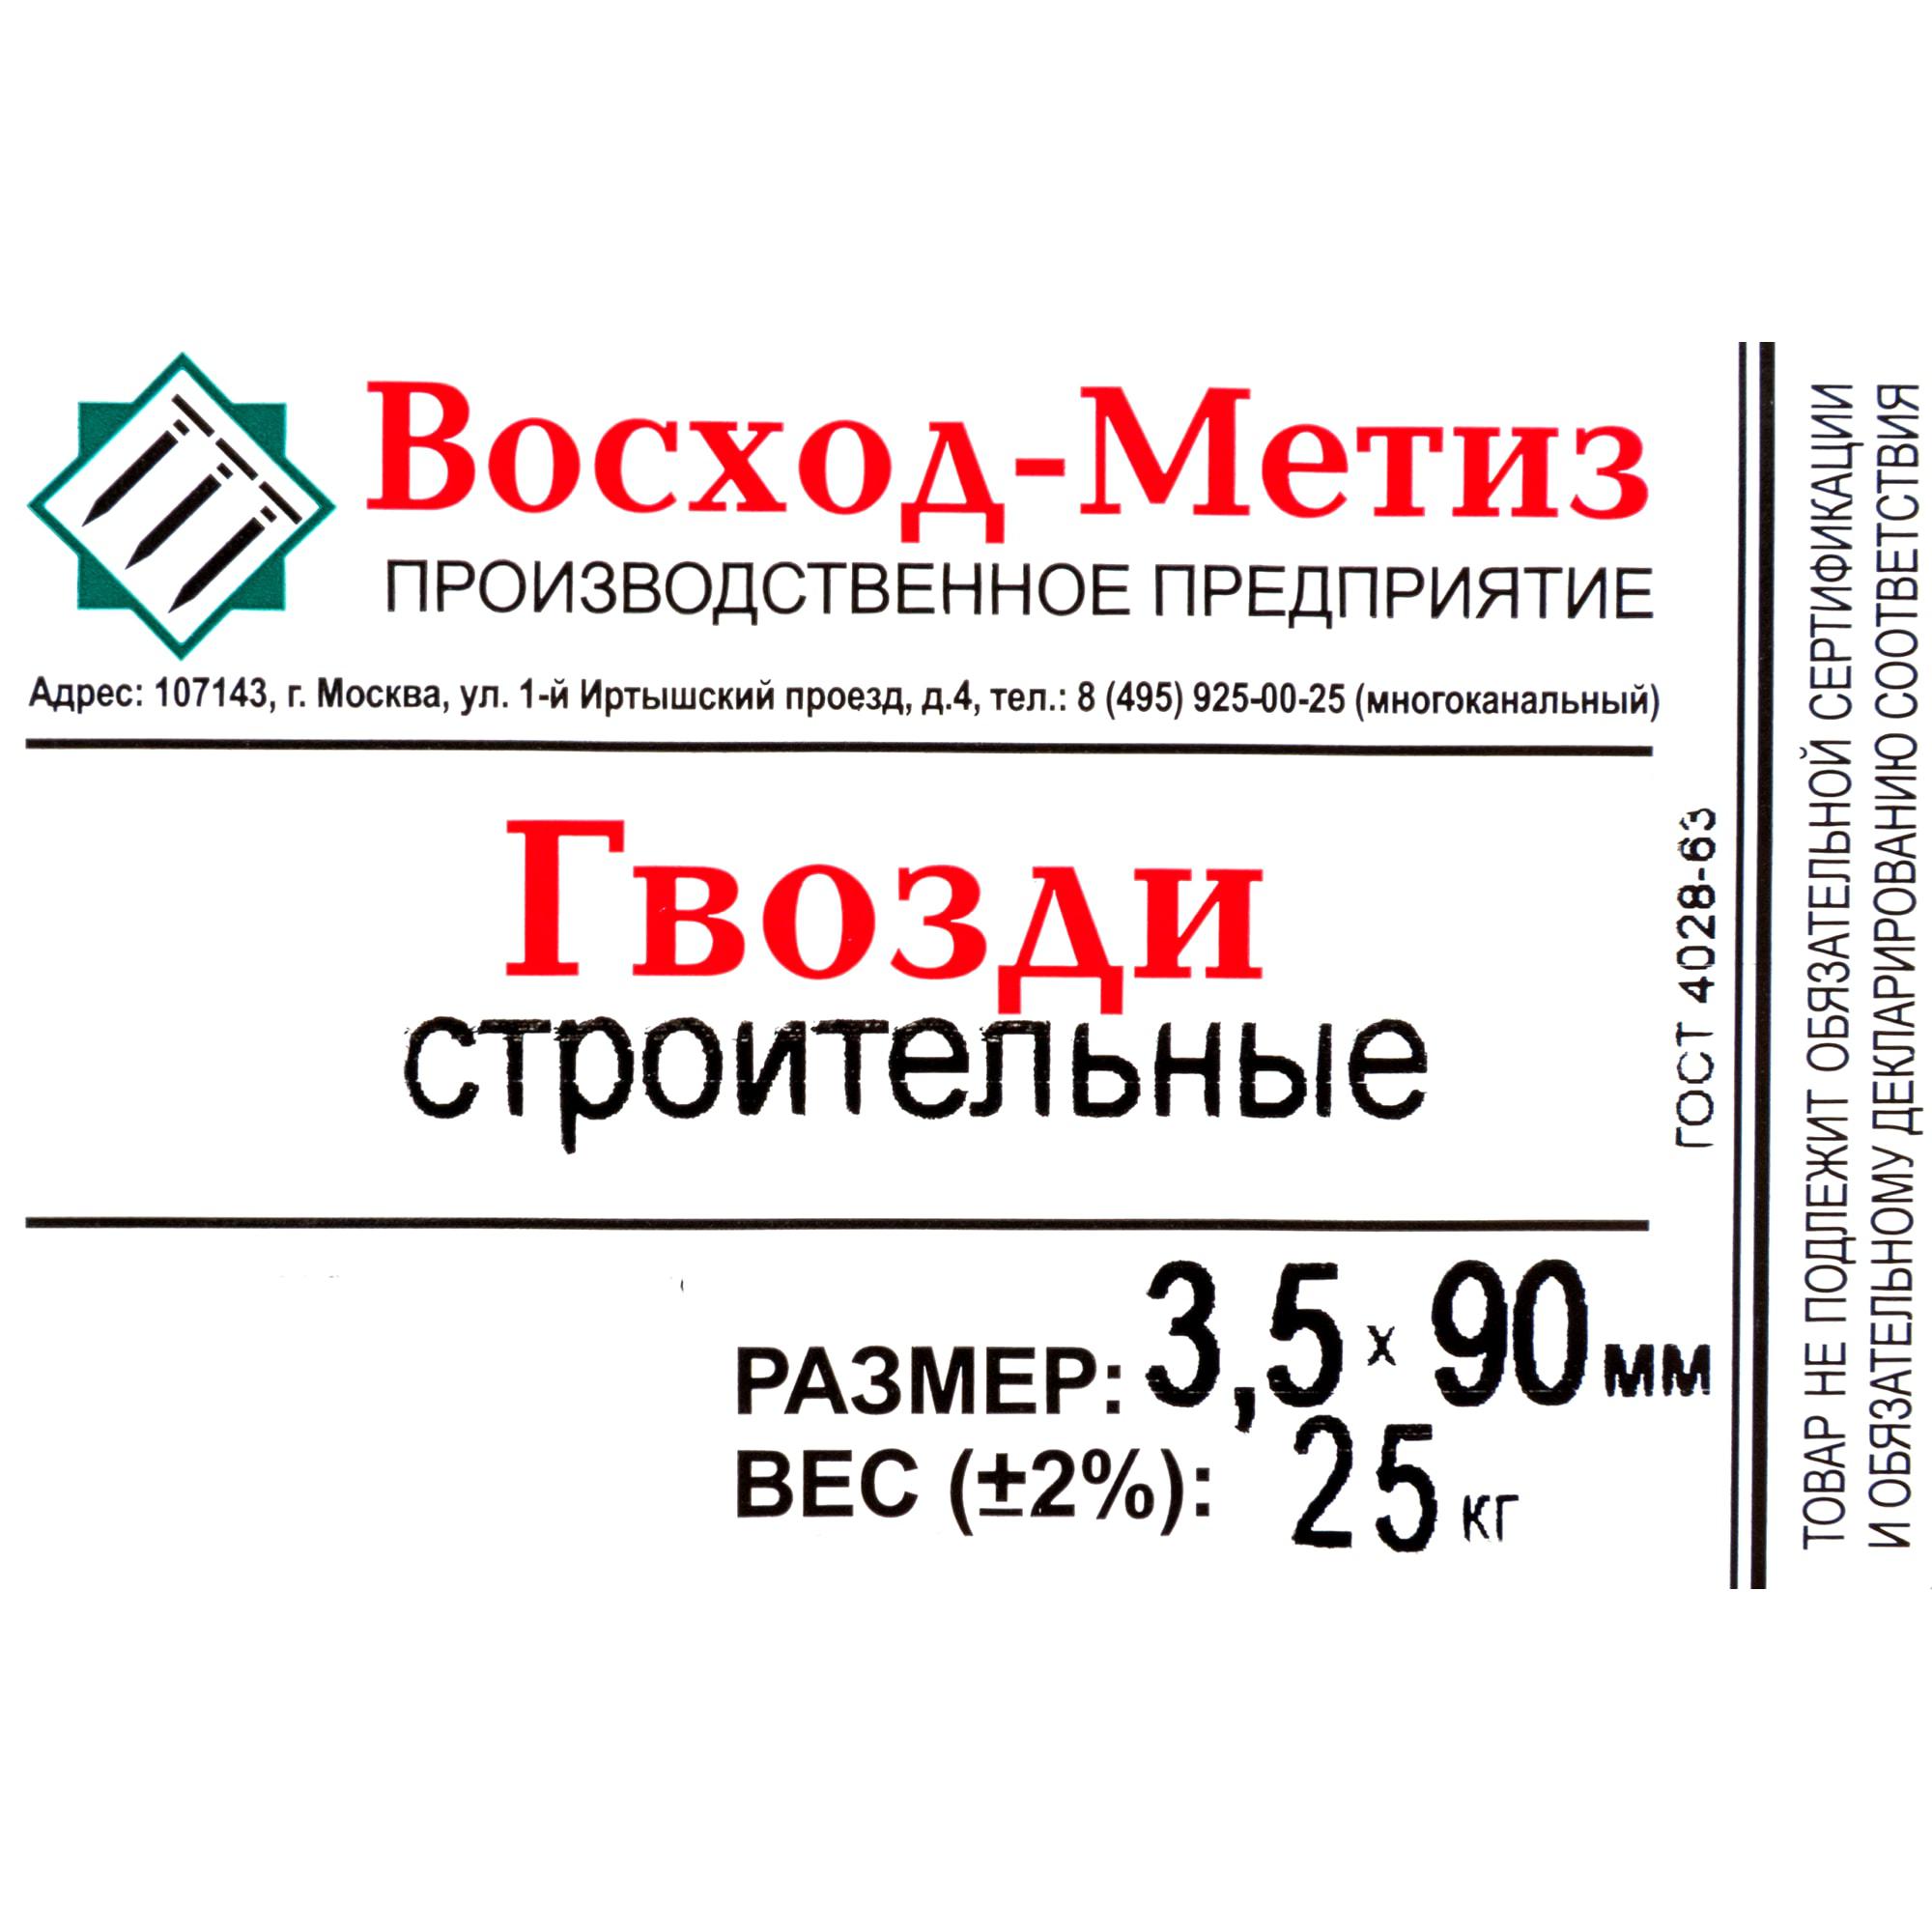 Восход-Метиз
ПРОИЗВОДСТВЕННОЕ ПРЕДПРИЯТИЕ
Адрес: 107143, г. Москва, ул. 1-й Иртышский проезд, д.4, тел.: 8 (495) 925-00-25 (многоканальный)
Гвозди
строительные
ГОСТ 4028-63
РАЗМЕР: 3,5 x 90 мм
ВЕС (±2%): 25 кг
ТОВАР НЕ ПОДЛЕЖИТ ОБЯЗАТЕЛЬНОЙ СЕРТИФИКАЦИИ
И ОБЯЗАТЕЛЬНОМУ ДЕКЛАРИРОВАНИЮ СООТВЕТСТВИЯ